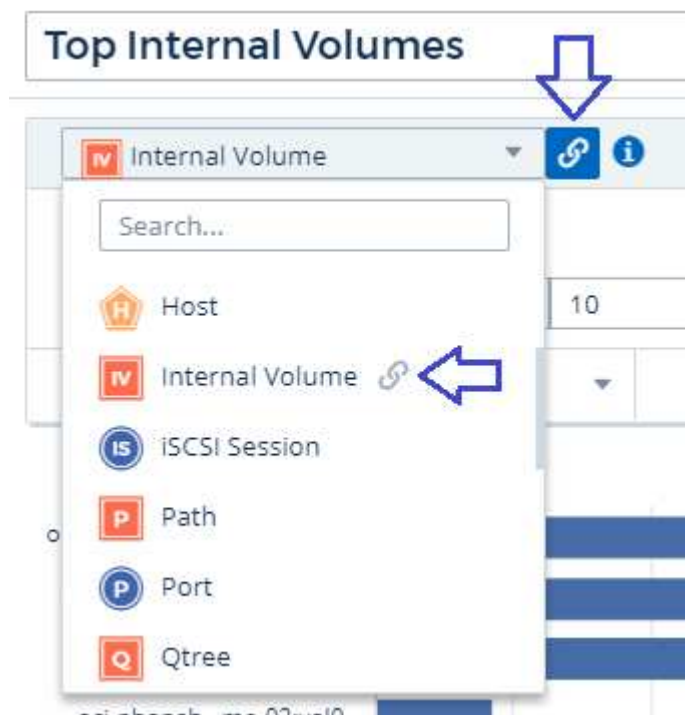 Top Internal Volumes
IV Internal Volume
i
Search...
H Host
10
IV Internal Volume
IS iSCSI Session
P Path
P Port
Q Qtree